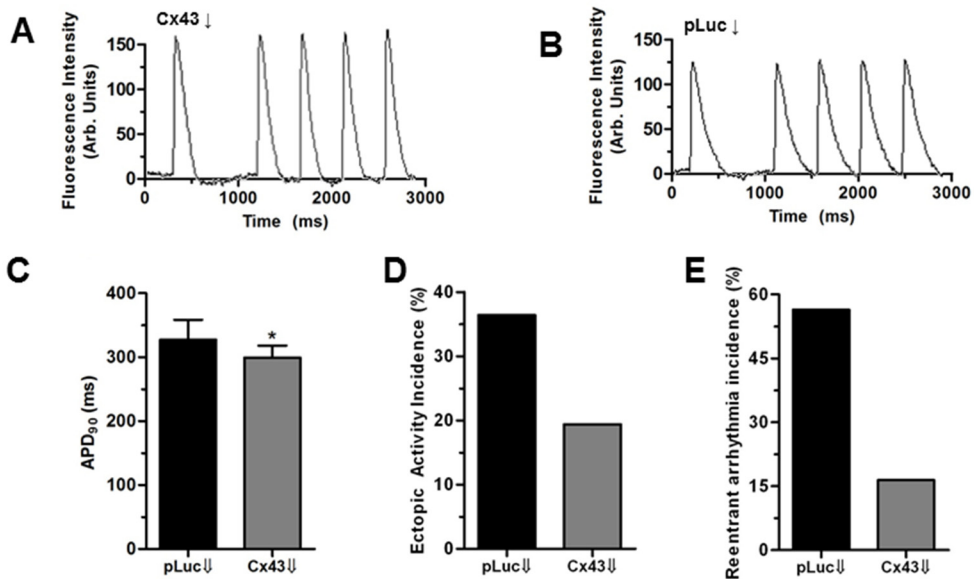 A
Cx43↓
Fluorescence Intensity
(Arb. Units)
150
100
50
0
0
1000
2000
3000
Time (ms)
B
pLuc↓
Fluorescence Intensity
(Arb. Units)
150
100
50
0
0
1000
2000
3000
Time (ms)
C
APD90 (ms)
400
300
200
100
0
*
pLuc⇓
Cx43⇓
D
Ectopic Activity Incidence (%)
40
30
20
10
0
pLuc⇓
Cx43⇓
E
Reentrant arrhythmia incidence (%)
60
45
30
15
0
pLuc⇓
Cx43⇓